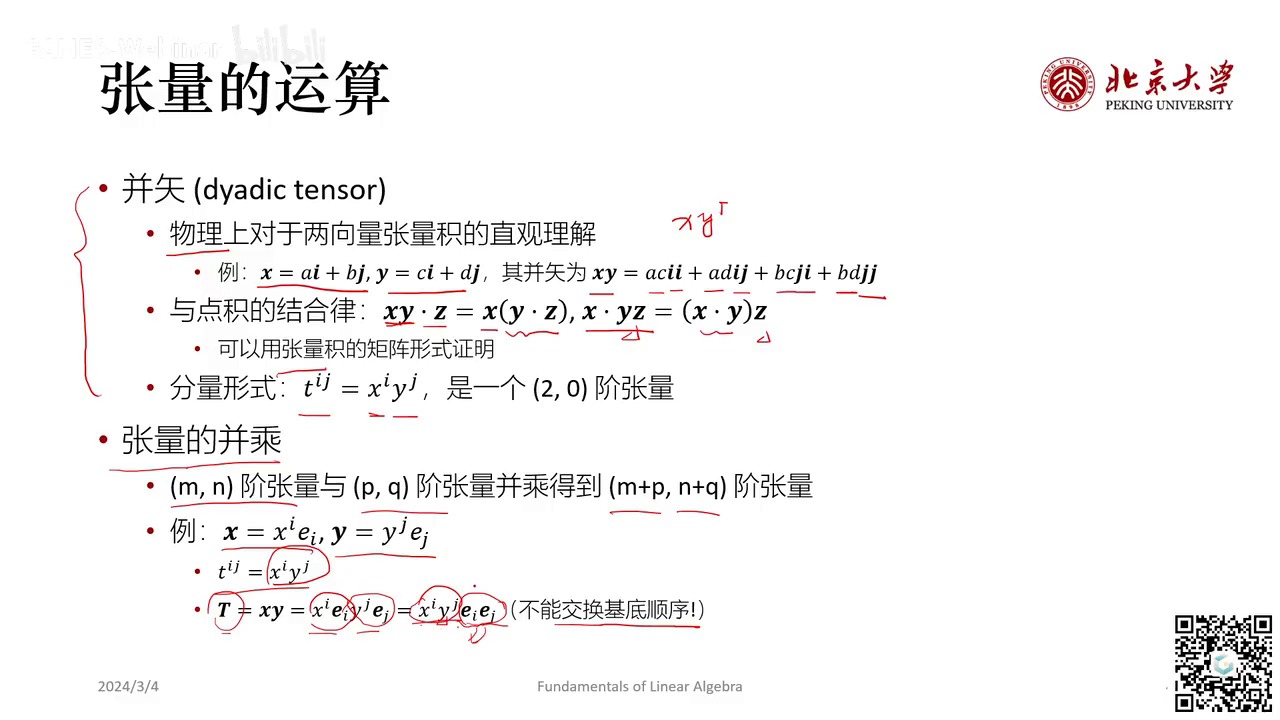 bilibili
张量的运算
北京大学
PEKING UNIVERSITY
• 并矢 (dyadic tensor)
xyᵀ
• 物理上对于两向量张量积的直观理解
• 例：x = ai + bj, y = ci + dj，其并矢为 xy = acii + adij + bcji + bdjj
• 与点积的结合律：xy · z = x(y · z), x · yz = (x · y)z
• 可以用张量积的矩阵形式证明
• 分量形式：t^{ij} = x^i y^j，是一个 (2, 0) 阶张量
• 张量的并乘
• (m, n) 阶张量与 (p, q) 阶张量并乘得到 (m+p, n+q) 阶张量
• 例：x = x^i e_i, y = y^j e_j
• t^{ij} = x^i y^j
• T = xy = x^i e_i y^j e_j = x^i y^j e_i e_j（不能交换基底顺序!）
2024/3/4
Fundamentals of Linear Algebra